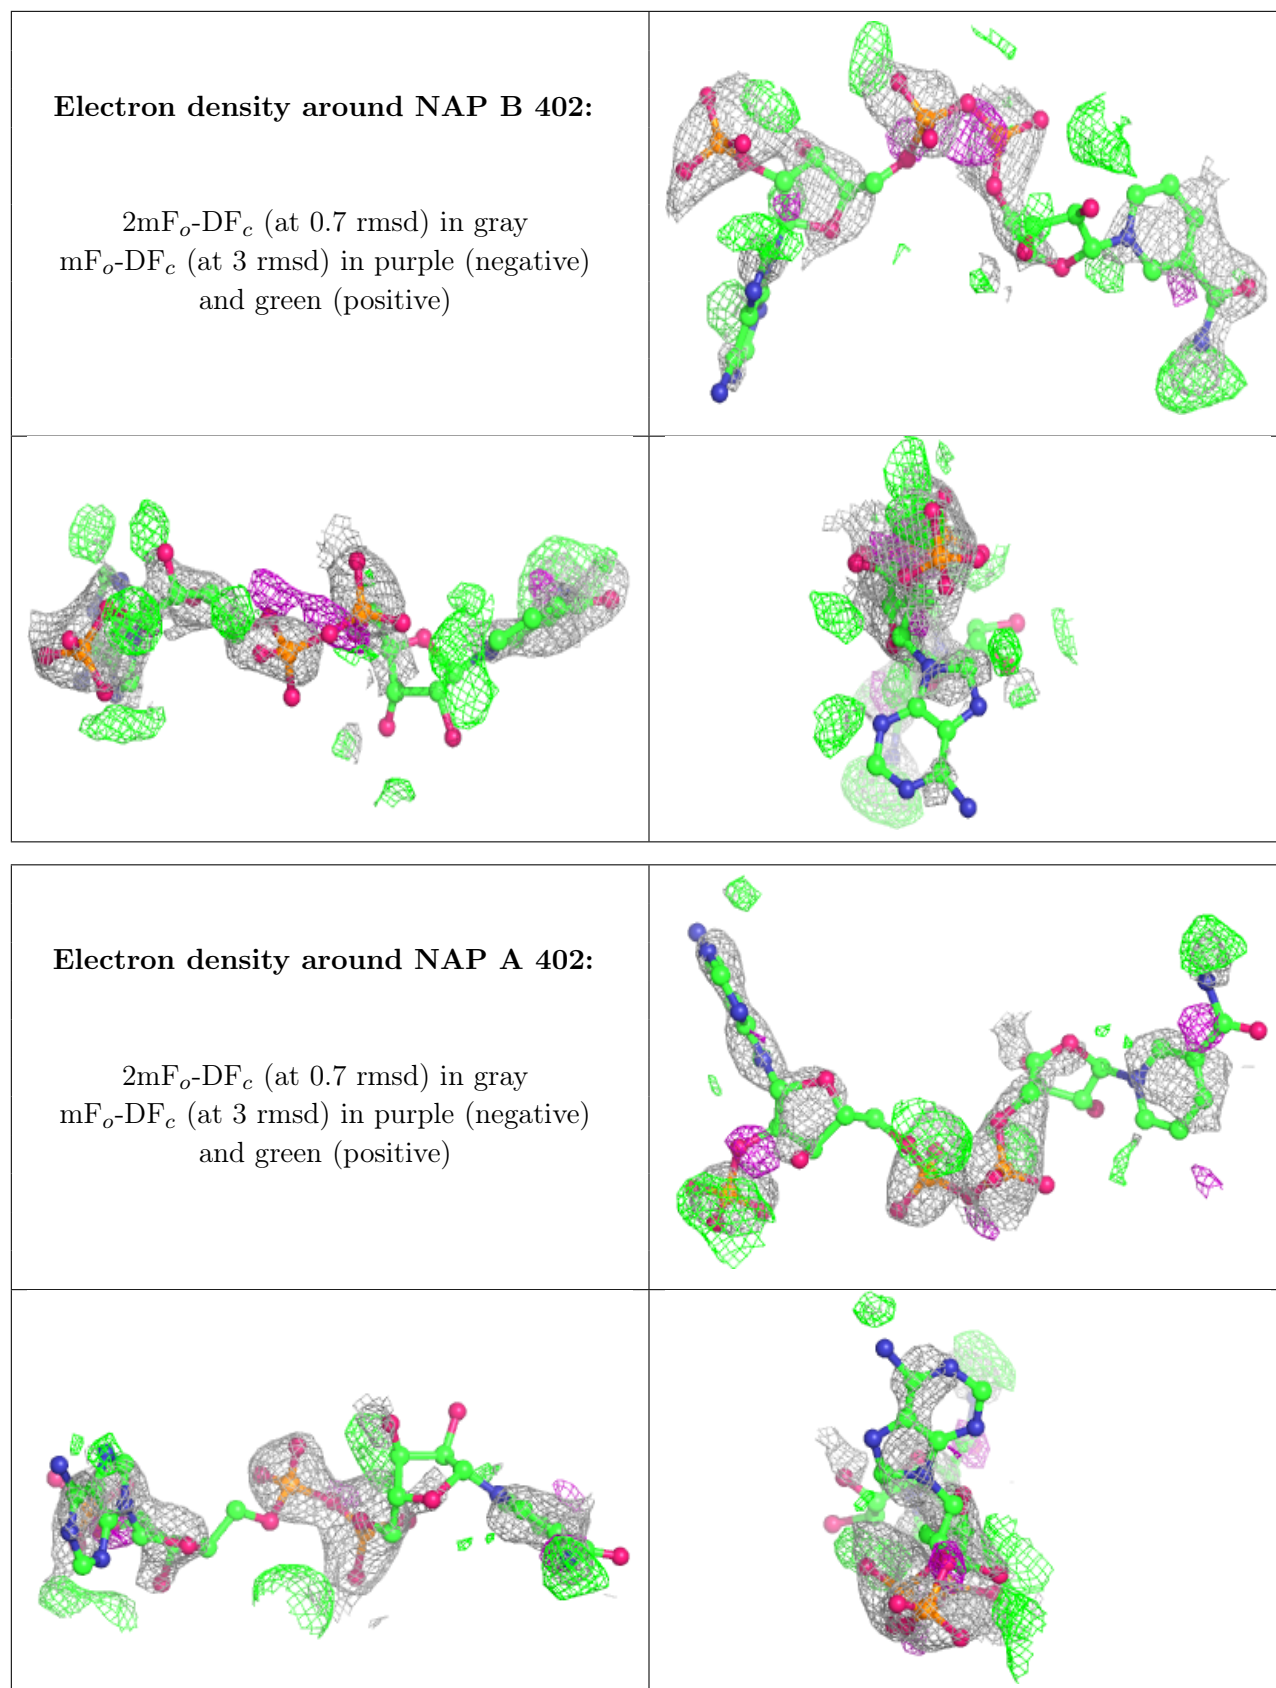 Electron density around NAP B 402:
2mFₒ-DF𝒸 (at 0.7 rmsd) in gray
mFₒ-DF𝒸 (at 3 rmsd) in purple (negative)
and green (positive)
Electron density around NAP A 402:
2mFₒ-DF𝒸 (at 0.7 rmsd) in gray
mFₒ-DF𝒸 (at 3 rmsd) in purple (negative)
and green (positive)